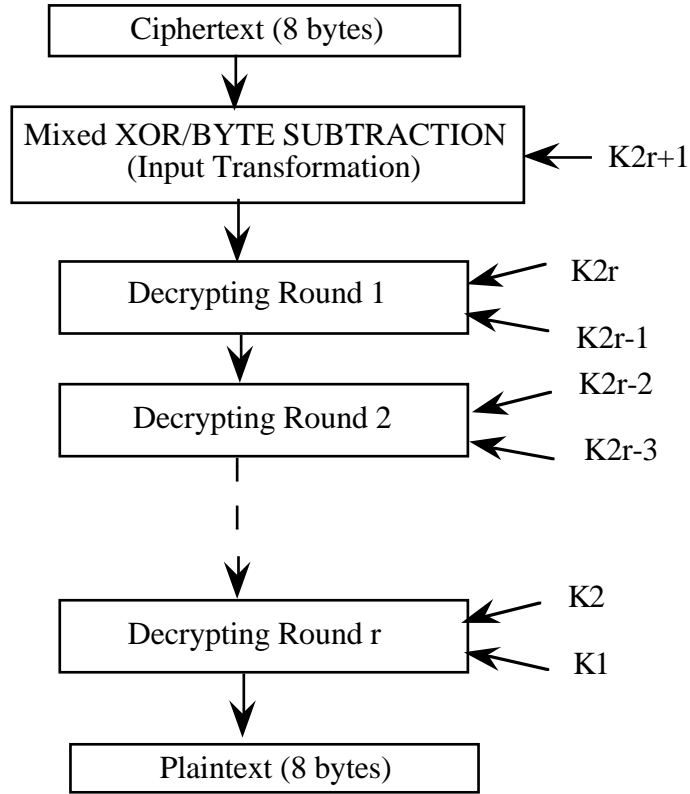 Ciphertext (8 bytes)
Mixed XOR/BYTE SUBTRACTION
(Input Transformation)
K2r+1
Decrypting Round 1
K2r
K2r-1
Decrypting Round 2
K2r-2
K2r-3
Decrypting Round r
K2
K1
Plaintext (8 bytes)